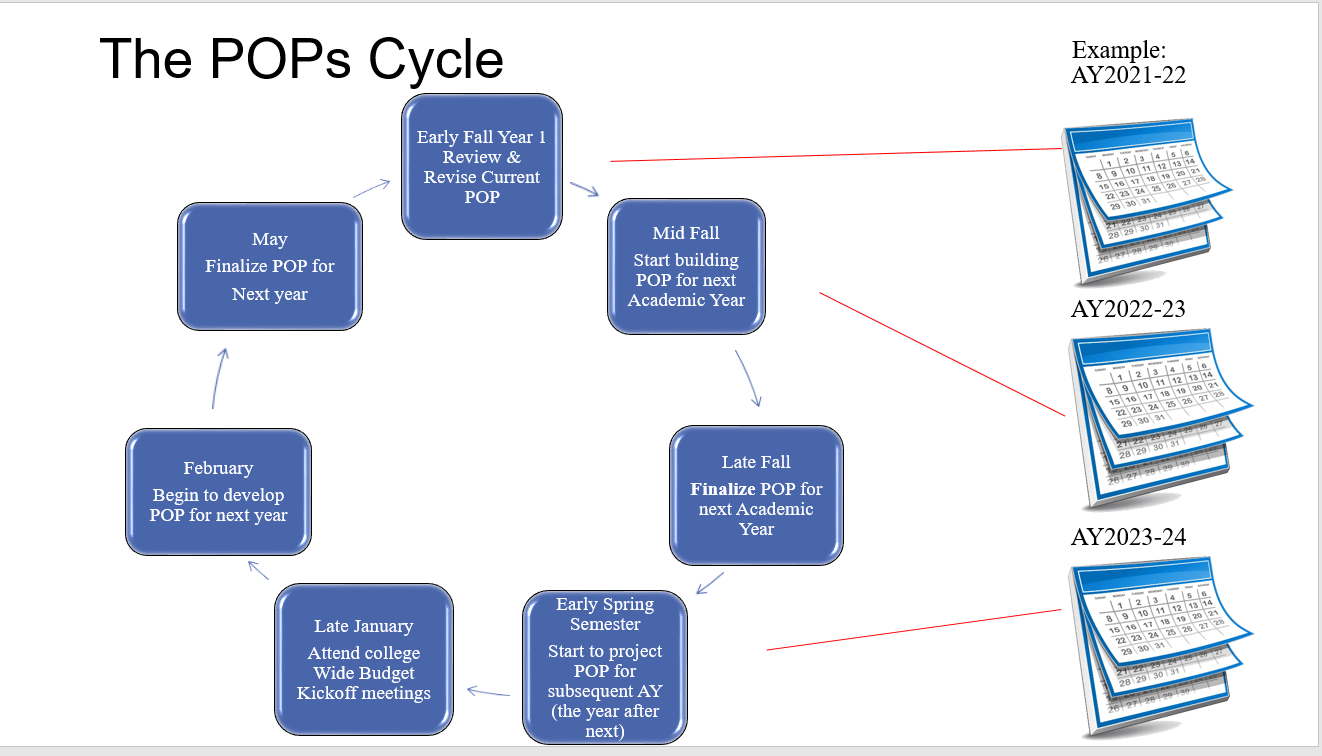 The POPs Cycle
Example:
AY2021-22
Early Fall Year 1
Review &
Revise Current
POP
Mid Fall
Start building
POP for next
Academic Year
Late Fall
Finalize POP for
next Academic
Year
Early Spring
Semester
Start to project
POP for
subsequent AY
(the year after
next)
Late January
Attend college
Wide Budget
Kickoff meetings
February
Begin to develop
POP for next year
May
Finalize POP for
Next year
AY2022-23
AY2023-24